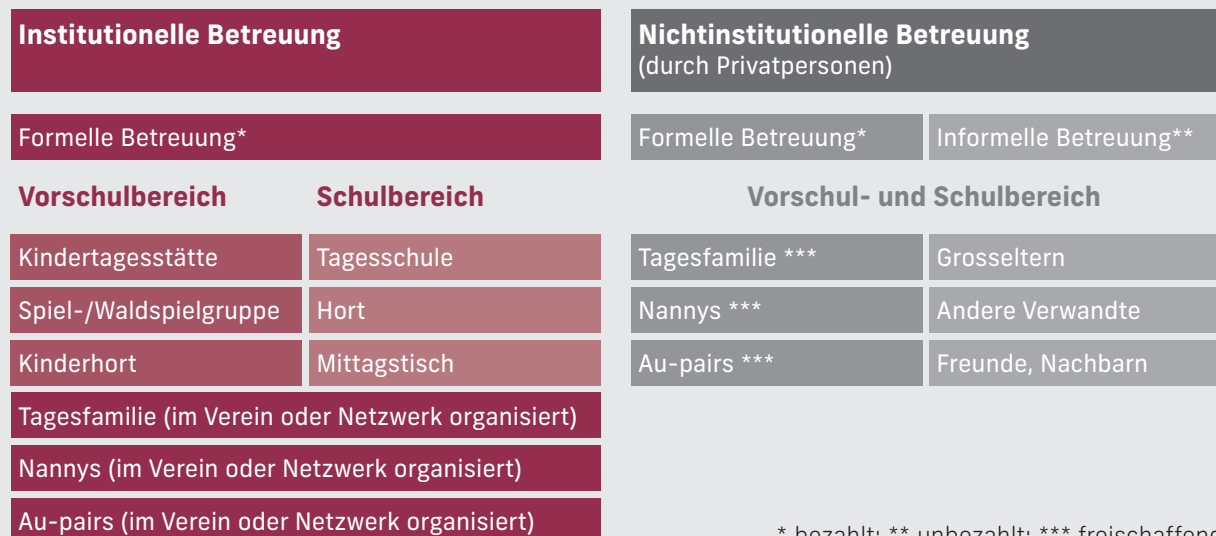 Institutionelle Betreuung
Formelle Betreuung*
Vorschulbereich
Schulbereich
Kindertagesstätte
Tagesschule
Spiel-/Waldspielgruppe
Hort
Kinderhort
Mittagstisch
Tagesfamilie (im Verein oder Netzwerk organisiert)
Nannys (im Verein oder Netzwerk organisiert)
Au-pairs (im Verein oder Netzwerk organisiert)
Nichtinstitutionelle Betreuung
(durch Privatpersonen)
Formelle Betreuung*
Informelle Betreuung**
Vorschul- und Schulbereich
Tagesfamilie ***
Grosseltern
Nannys ***
Andere Verwandte
Au-pairs ***
Freunde, Nachbarn
* bezahlt; ** unbezahlt; *** freischaffend